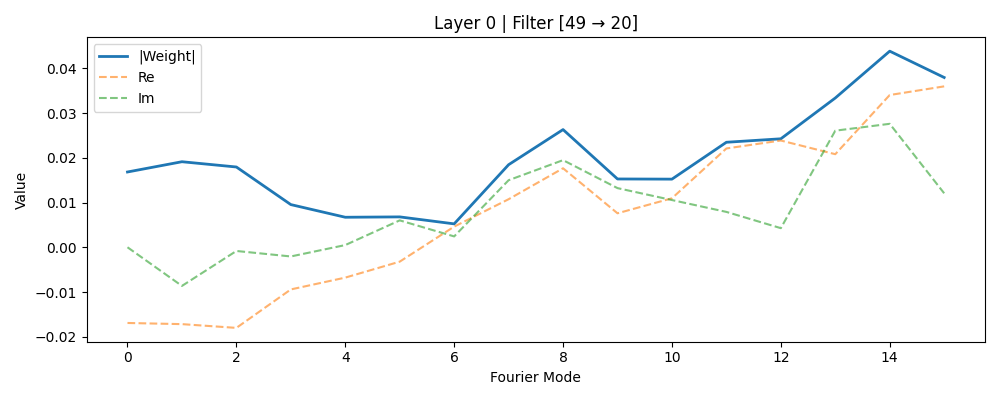 Layer 0 | Filter [49 → 20]
|Weight|
Re
Im
Value
0.04
0.03
0.02
0.01
0.00
−0.01
−0.02
0 2 4 6 8 10 12 14
Fourier Mode